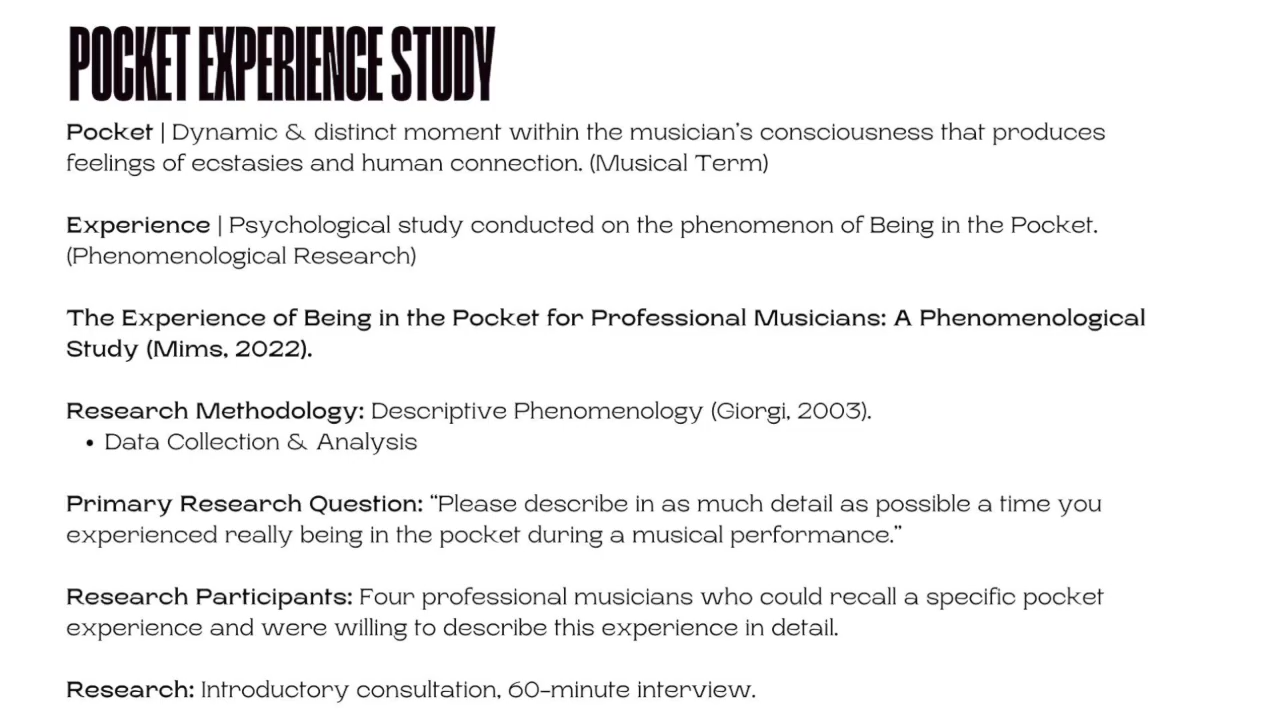 POCKET EXPERIENCE STUDY
Pocket | Dynamic & distinct moment within the musician's consciousness that produces
feelings of ecstasies and human connection. (Musical Term)
Experience | Psychological study conducted on the phenomenon of Being in the Pocket.
(Phenomenological Research)
The Experience of Being in the Pocket for Professional Musicians: A Phenomenological
Study (Mims, 2022).
Research Methodology: Descriptive Phenomenology (Giorgi, 2003).
• Data Collection & Analysis
Primary Research Question: "Please describe in as much detail as possible a time you
experienced really being in the pocket during a musical performance."
Research Participants: Four professional musicians who could recall a specific pocket
experience and were willing to describe this experience in detail.
Research: Introductory consultation, 60-minute interview.